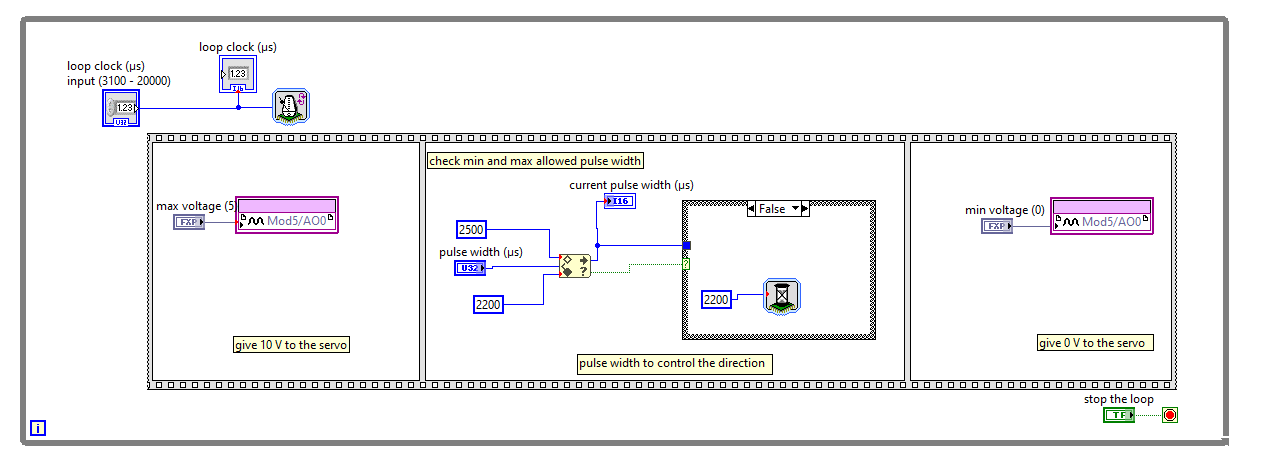 loop clock (µs)
loop clock (µs)
input (3100 - 20000)
1.23
I16
1.23
U32
check min and max allowed pulse width
current pulse width (µs)
I16
max voltage (5)
FXP
Mod5/AO0
2500
pulse width (µs)
U32
2200
False
?
?
2200
min voltage (0)
FXP
Mod5/AO0
give 10 V to the servo
pulse width to control the direction
give 0 V to the servo
stop the loop
TF
i